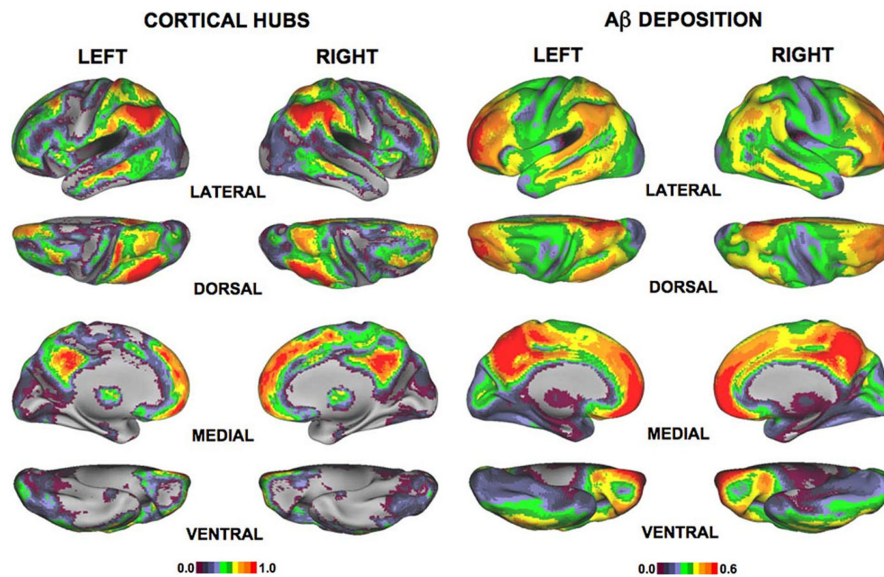 CORTICAL HUBS
Aβ DEPOSITION
LEFT
RIGHT
LEFT
RIGHT
LATERAL
LATERAL
DORSAL
DORSAL
MEDIAL
MEDIAL
VENTRAL
VENTRAL
0.0 1.0
0.0 0.6